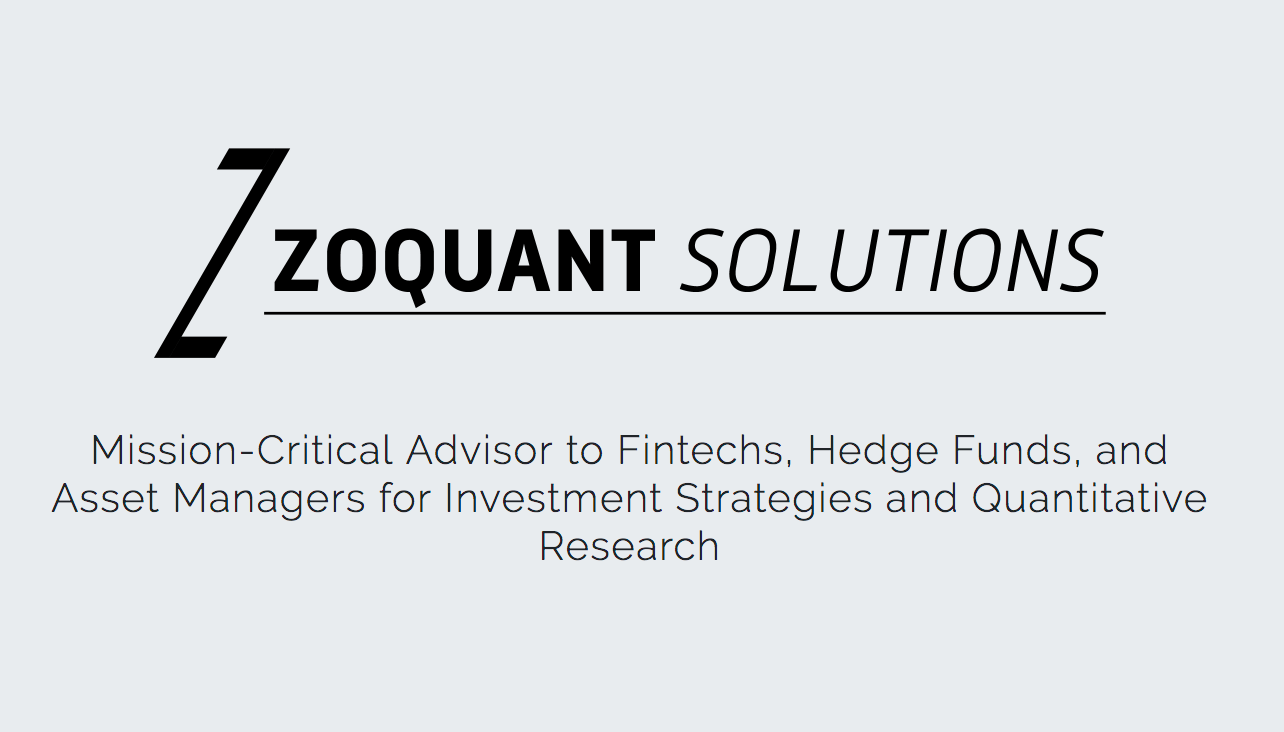 ZOQUANT SOLUTIONS
Mission-Critical Advisor to Fintechs, Hedge Funds, and
Asset Managers for Investment Strategies and Quantitative
Research